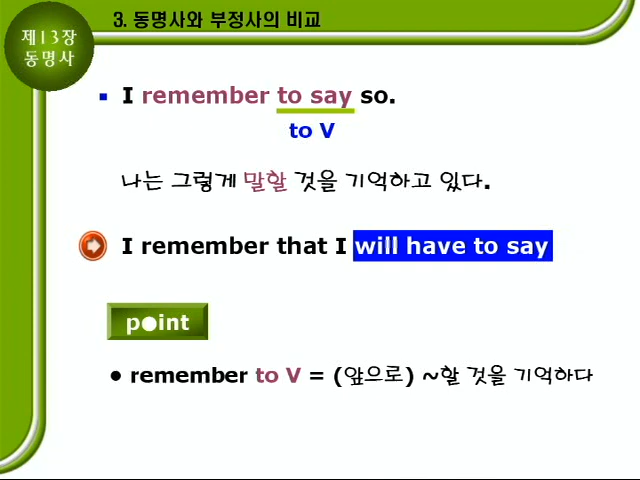 3. 동명사와 부정사의 비교
제13장
동명사
I remember to say so.
to V
나는 그렇게 말할 것을 기억하고 있다.
I remember that I will have to say
point
● remember to V = (앞으로) ~할 것을 기억하다